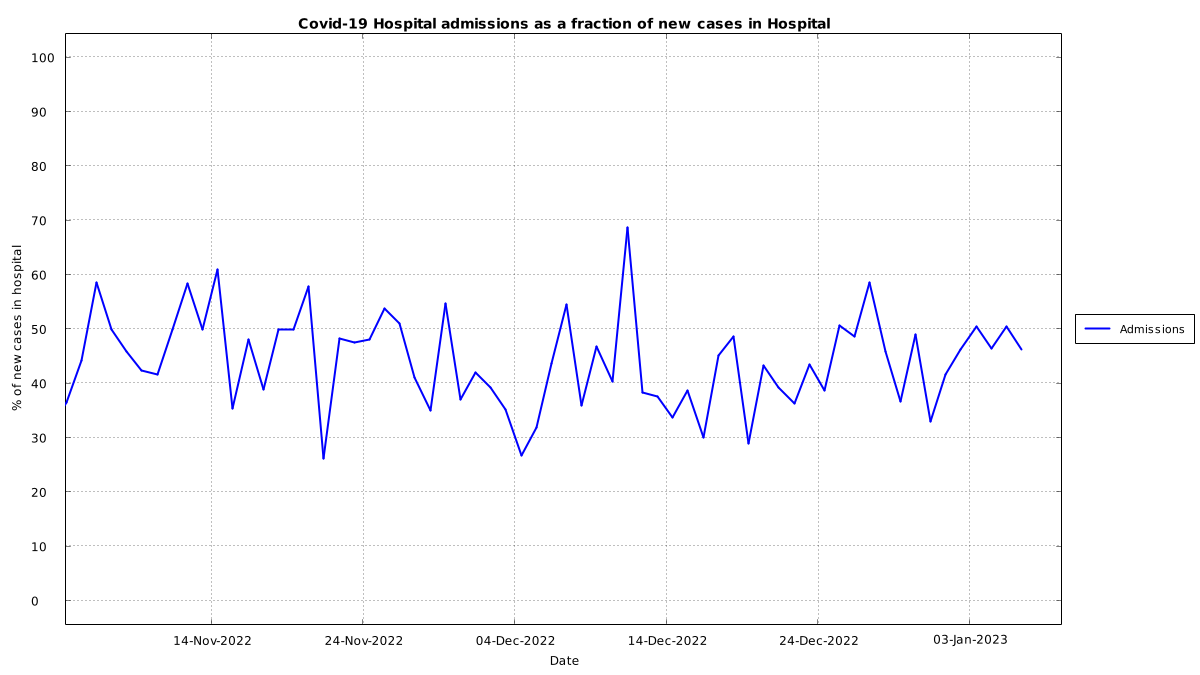 Covid-19 Hospital admissions as a fraction of new cases in Hospital
100
90
80
70
60
50
40
30
20
10
0
% of new cases in hospital
14-Nov-2022
24-Nov-2022
04-Dec-2022
14-Dec-2022
24-Dec-2022
03-Jan-2023
Date
Admissions